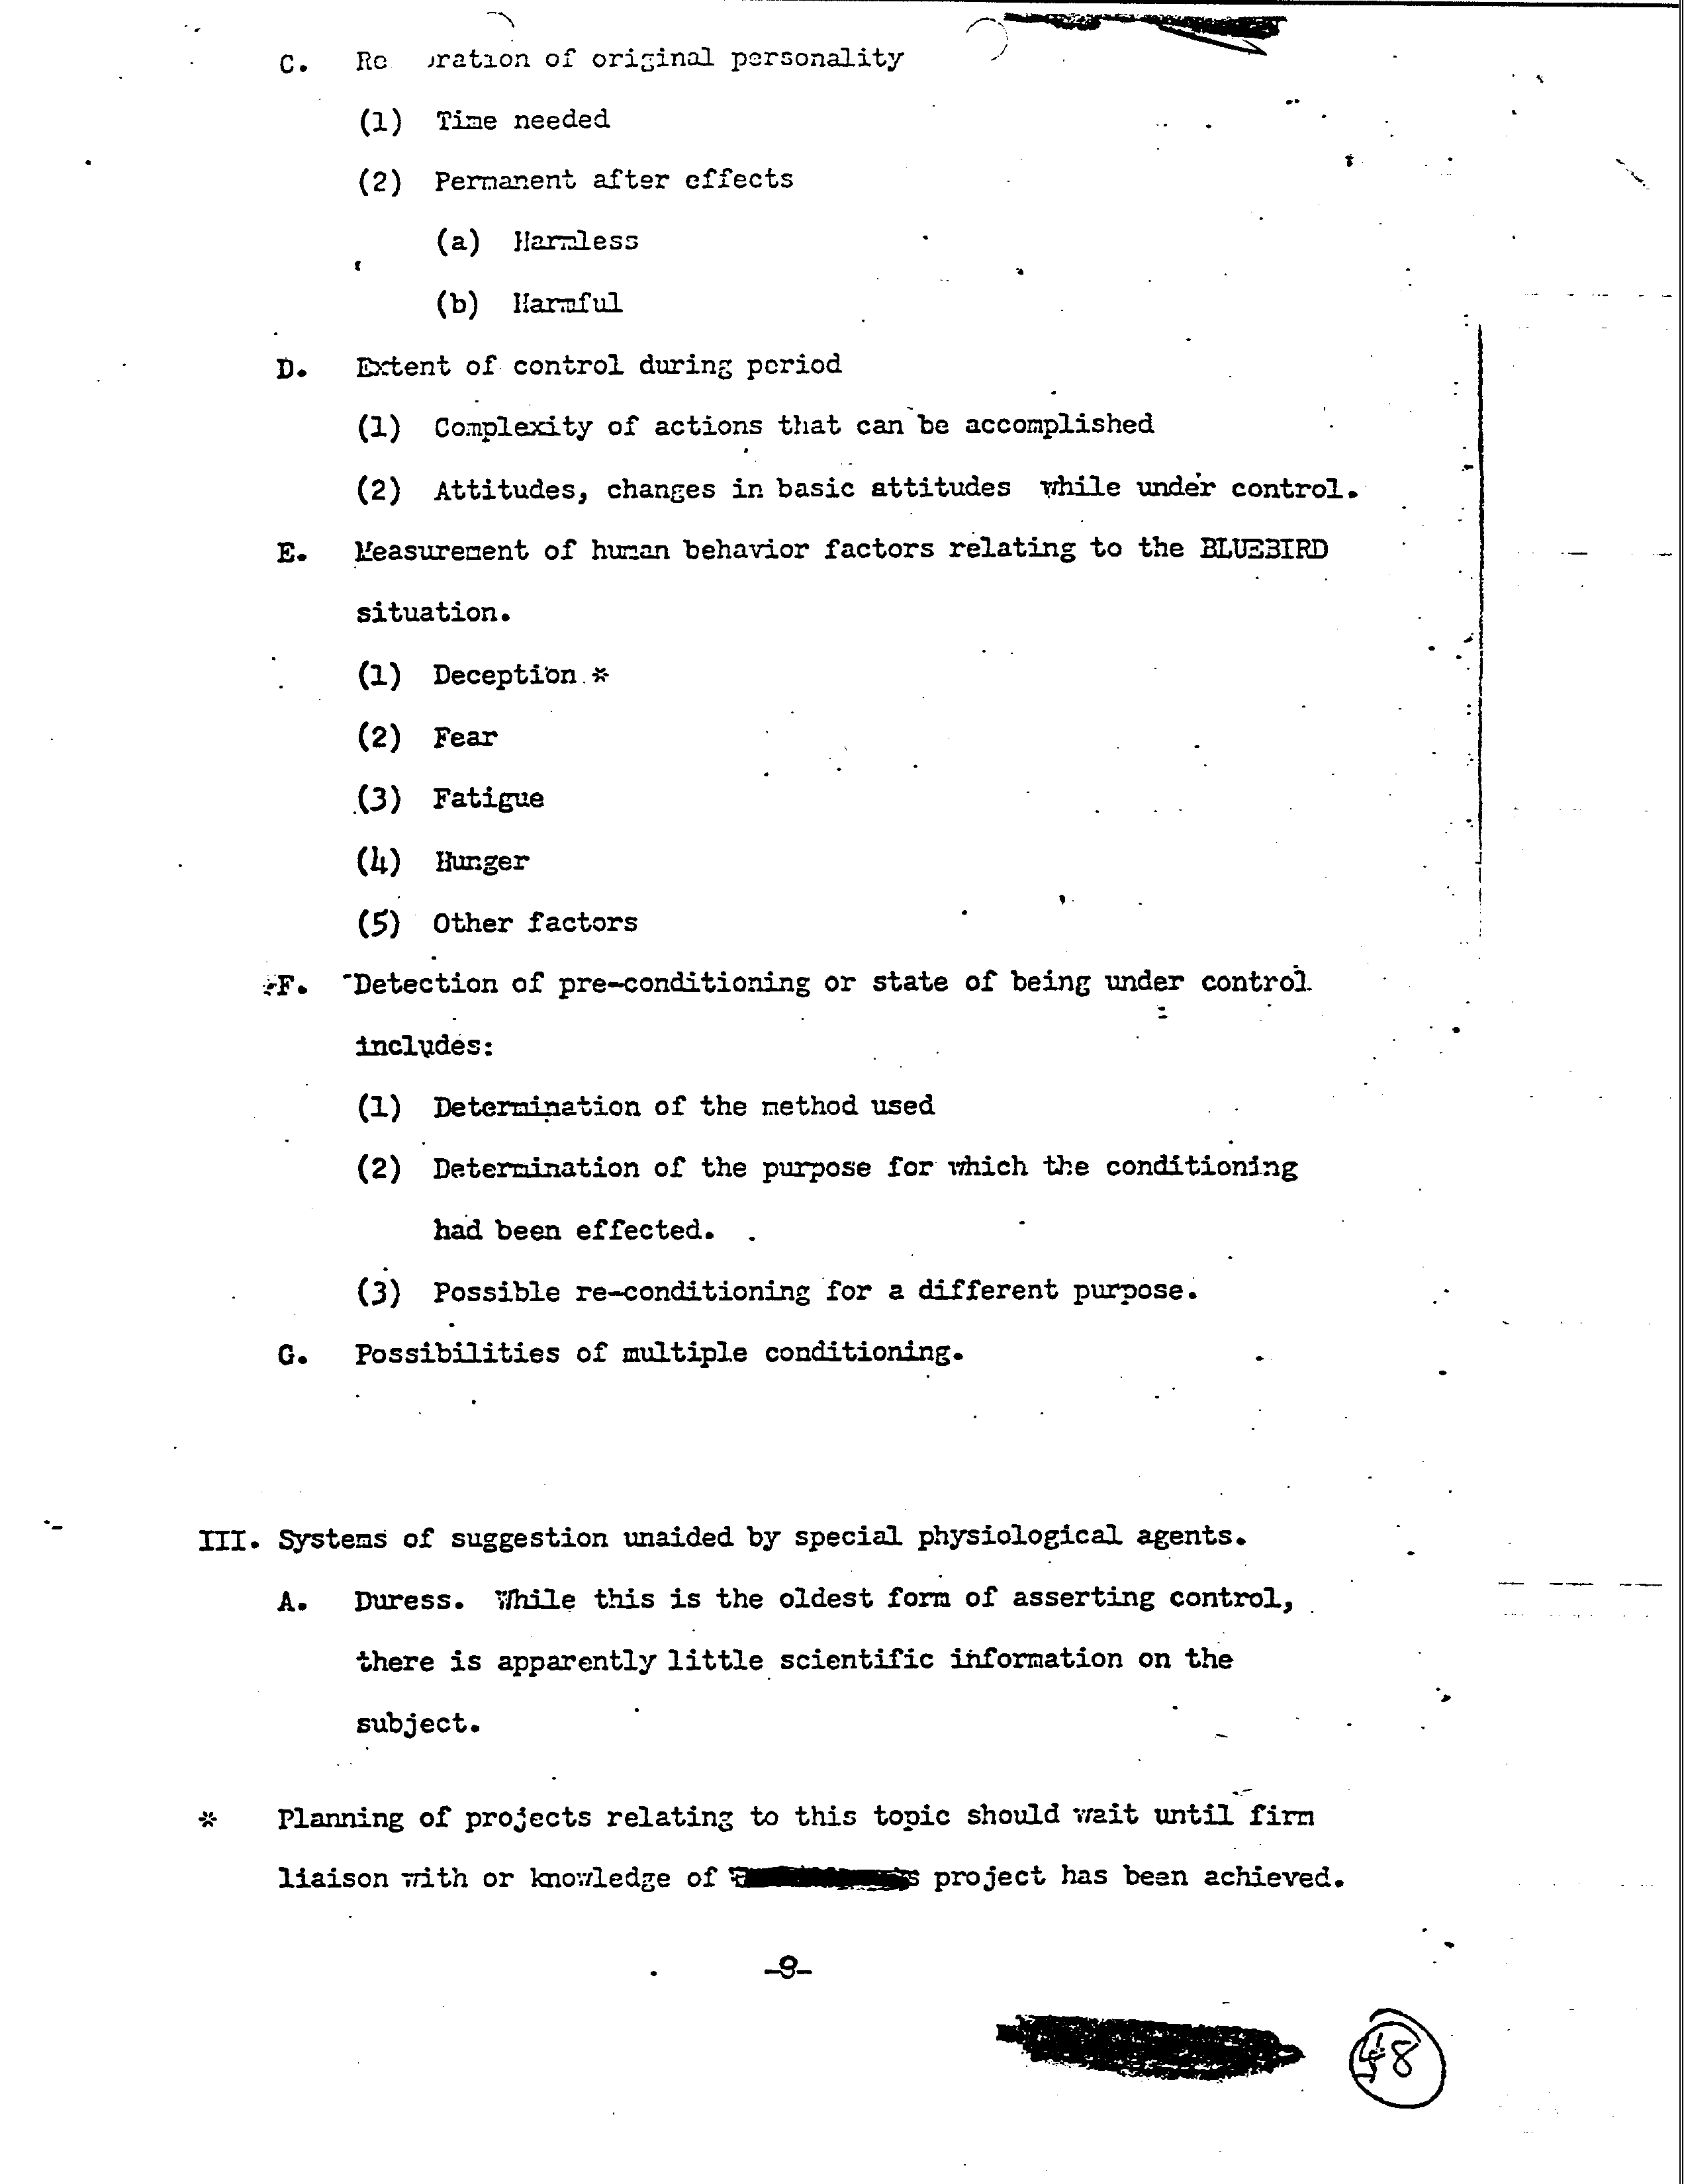 C. Re oration of original personality
(1) Time needed
(2) Permanent after effects
(a) Harmless
(b) Harmful
D. Extent of control during period
(1) Complexity of actions that can be accomplished
(2) Attitudes, changes in basic attitudes while under control.
E. Measurement of human behavior factors relating to the BLUEBIRD
situation.
(1) Deception *
(2) Fear
(3) Fatigue
(4) Hunger
(5) Other factors
F. Detection of pre-conditioning or state of being under control
includes:
(1) Determination of the method used
(2) Determination of the purpose for which the conditioning
had been effected.
(3) Possible re-conditioning for a different purpose.
G. Possibilities of multiple conditioning.
III. Systems of suggestion unaided by special physiological agents.
A. Duress. While this is the oldest form of asserting control,
there is apparently little scientific information on the
subject.
* Planning of projects relating to this topic should wait until firm
liaison with or knowledge of project has been achieved.
-9-
48